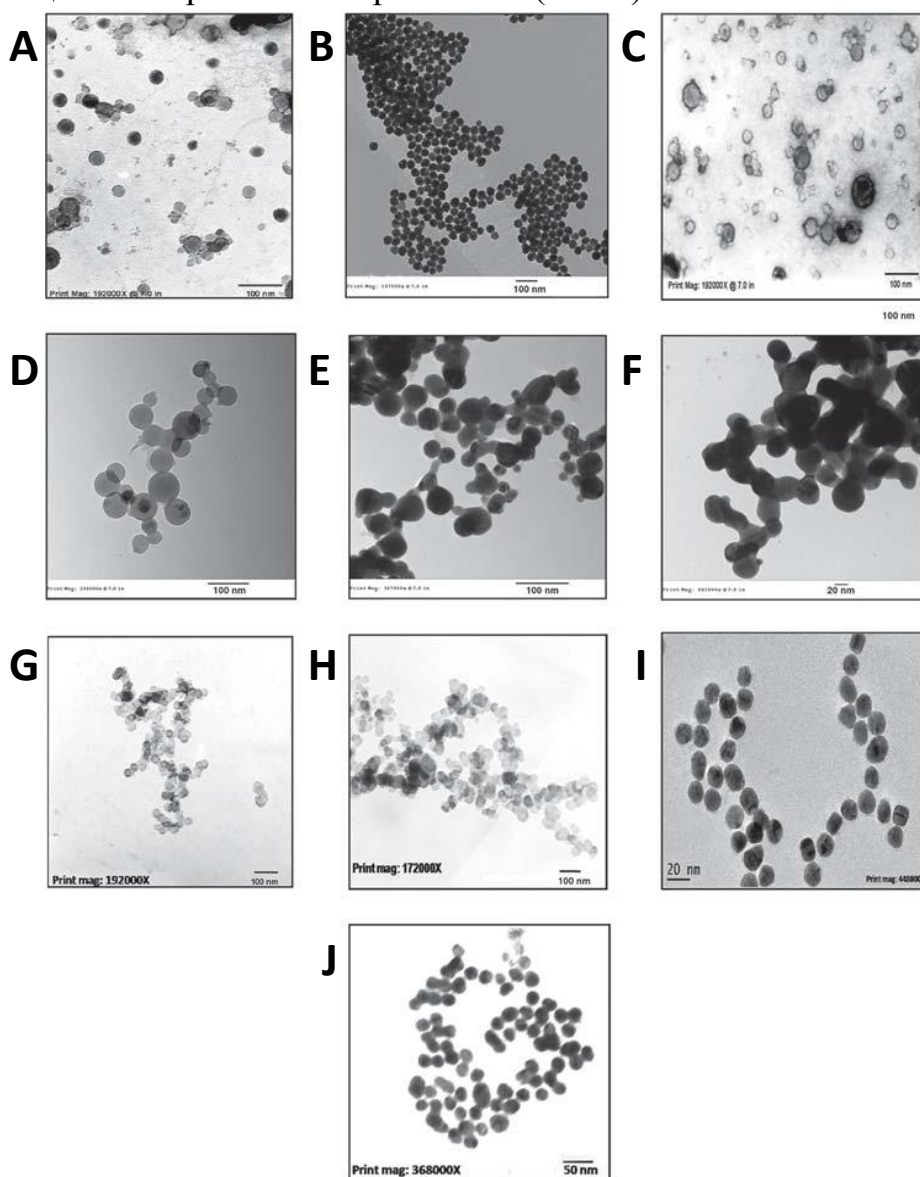 A
B
C
Print Mag: 192000X @ 7.0 in
100 nm
100 nm
Print Mag: 192000X @ 7.0 in
100 nm
100 nm
D
E
F
100 nm
100 nm
20 nm
G
H
I
Print mag: 192000X
100 nm
Print mag: 172000X
100 nm
20 nm
J
Print mag: 368000X
50 nm